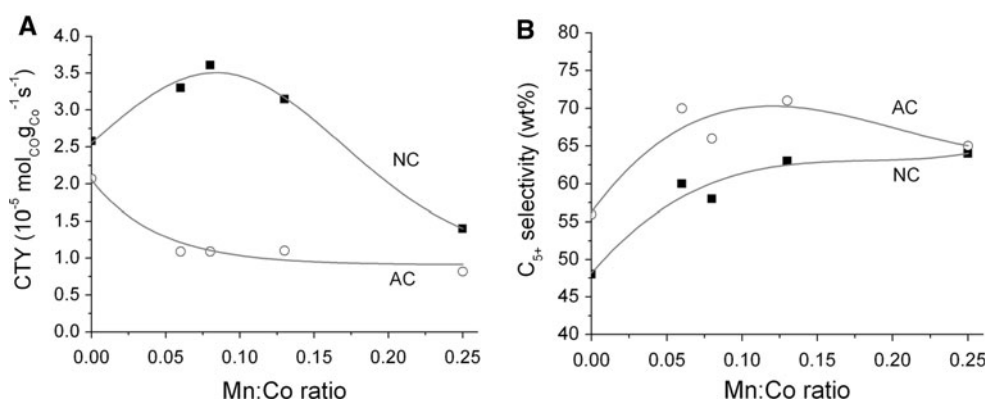 A
CTY (10⁻⁵ mol_CO g_Co⁻¹s⁻¹)
4.0
3.5
3.0
2.5
2.0
1.5
1.0
0.5
0.0
NC
AC
0.00 0.05 0.10 0.15 0.20 0.25
Mn:Co ratio
B
C₅₊ selectivity (wt%)
80
75
70
65
60
55
50
45
40
AC
NC
0.00 0.05 0.10 0.15 0.20 0.25
Mn:Co ratio